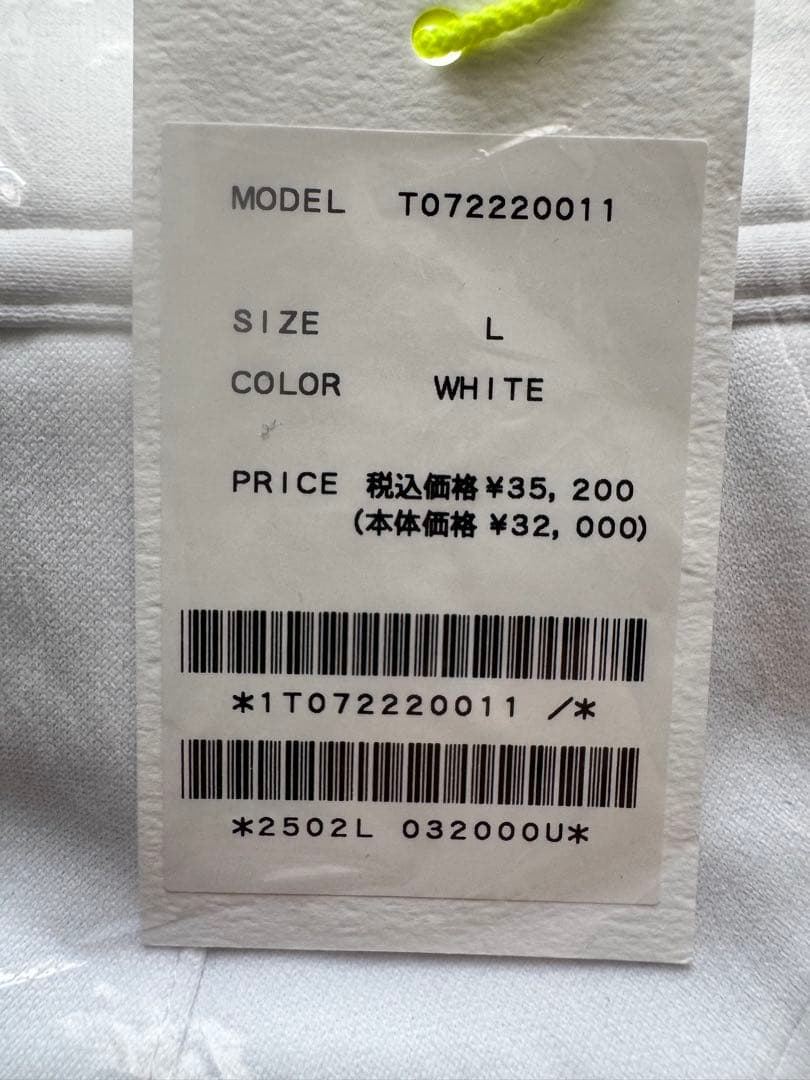 MODEL T072220011
SIZE L
COLOR WHITE
PRICE 税込価格 ¥35, 200
(本体価格 ¥32, 000)
*1T072220011 /*
*2502L 032000U*